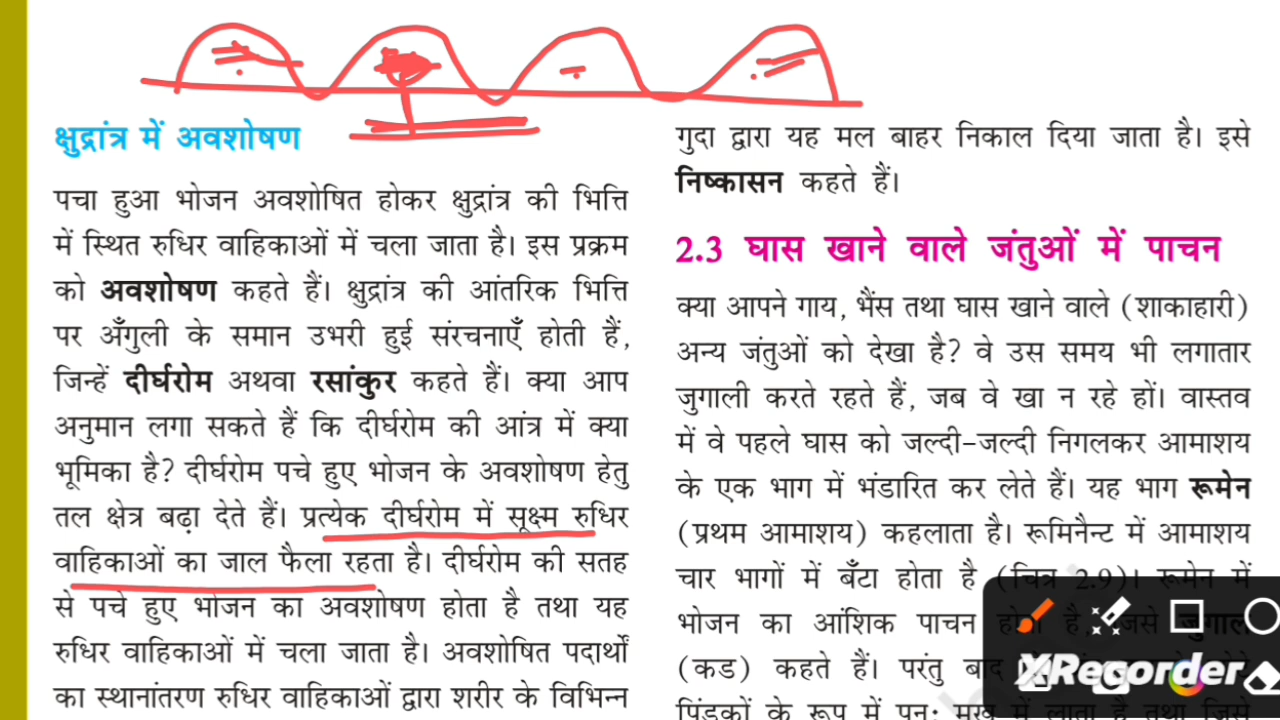 क्षुद्रांत्र में अवशोषण
पचा हुआ भोजन अवशोषित होकर क्षुद्रांत्र की भित्ति
में स्थित रुधिर वाहिकाओं में चला जाता है। इस प्रक्रम
को अवशोषण कहते हैं। क्षुद्रांत्र की आंतरिक भित्ति
पर अँगुली के समान उभरी हुई संरचनाएँ होती हैं,
जिन्हें दीर्घरोम अथवा रसांकुर कहते हैं। क्या आप
अनुमान लगा सकते हैं कि दीर्घरोम की आंत्र में क्या
भूमिका है? दीर्घरोम पचे हुए भोजन के अवशोषण हेतु
तल क्षेत्र बढ़ा देते हैं। प्रत्येक दीर्घरोम में सूक्ष्म रुधिर
वाहिकाओं का जाल फैला रहता है। दीर्घरोम की सतह
से पचे हुए भोजन का अवशोषण होता है तथा यह
रुधिर वाहिकाओं में चला जाता है। अवशोषित पदार्थों
का स्थानांतरण रुधिर वाहिकाओं द्वारा शरीर के विभिन्न
गुदा द्वारा यह मल बाहर निकाल दिया जाता है। इसे
निष्कासन कहते हैं।
2.3 घास खाने वाले जंतुओं में पाचन
क्या आपने गाय, भैंस तथा घास खाने वाले (शाकाहारी)
अन्य जंतुओं को देखा है? वे उस समय भी लगातार
जुगाली करते रहते हैं, जब वे खा न रहे हों। वास्तव
में वे पहले घास को जल्दी-जल्दी निगलकर आमाशय
के एक भाग में भंडारित कर लेते हैं। यह भाग रूमेन
(प्रथम आमाशय) कहलाता है। रूमिनैन्ट में आमाशय
चार भागों में बँटा होता है (चित्र 2.9)। रूमेन में
भोजन का आंशिक पाचन होता है, जिसे जुगाल
(कड) कहते हैं। परंतु बाद
पिंडकों के रूप में पुनः मुख में लाता है तथा जिसे
XRecorder